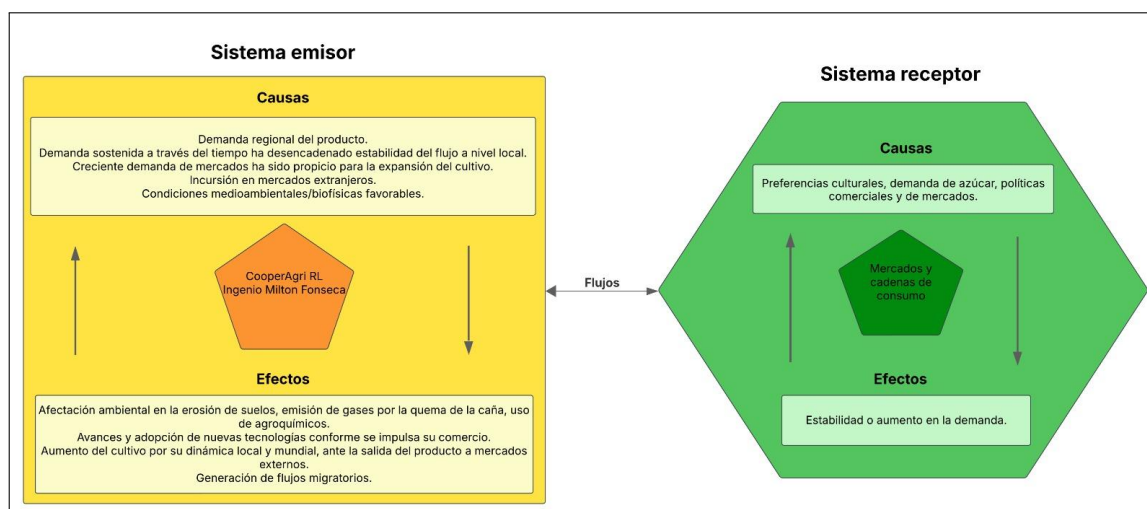 Sistema emisor
Causas
Demanda regional del producto.
Demanda sostenida a través del tiempo ha desencadenado estabilidad del flujo a nivel local.
Creciente demanda de mercados ha sido propicio para la expansión del cultivo.
Incursión en mercados extranjeros.
Condiciones medioambientales/biofísicas favorables.
CooperAgri RL
Ingenio Milton Fonseca
Efectos
Afectación ambiental en la erosión de suelos, emisión de gases por la quema de la caña, uso
de agroquímicos.
Avances y adopción de nuevas tecnologías conforme se impulsa su comercio.
Aumento del cultivo por su dinámica local y mundial, ante la salida del producto a mercados
externos.
Generación de flujos migratorios.
Flujos
Sistema receptor
Causas
Preferencias culturales, demanda de azúcar, políticas
comerciales y de mercados.
Mercados y
cadenas de
consumo
Efectos
Estabilidad o aumento en la demanda.